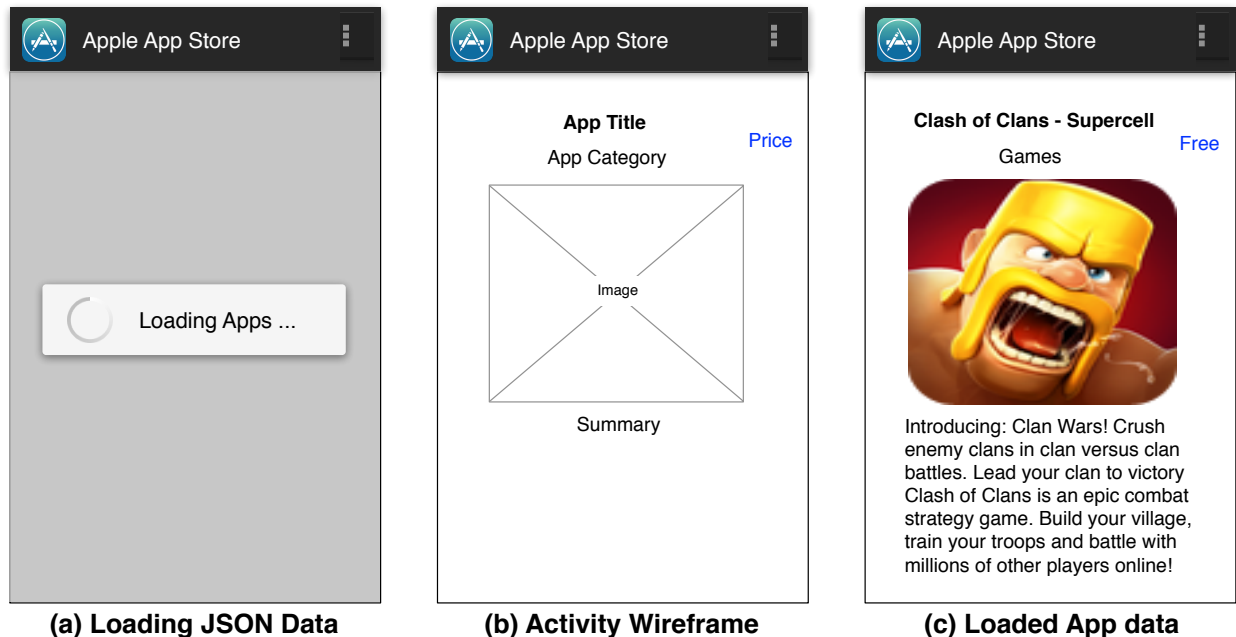 Apple App Store
Loading Apps ...
(a) Loading JSON Data
Apple App Store
App Title
Price
App Category
Image
Summary
(b) Activity Wireframe
Apple App Store
Clash of Clans - Supercell
Free
Games
Introducing: Clan Wars! Crush
enemy clans in clan versus clan
battles. Lead your clan to victory
Clash of Clans is an epic combat
strategy game. Build your village,
train your troops and battle with
millions of other players online!
(c) Loaded App data